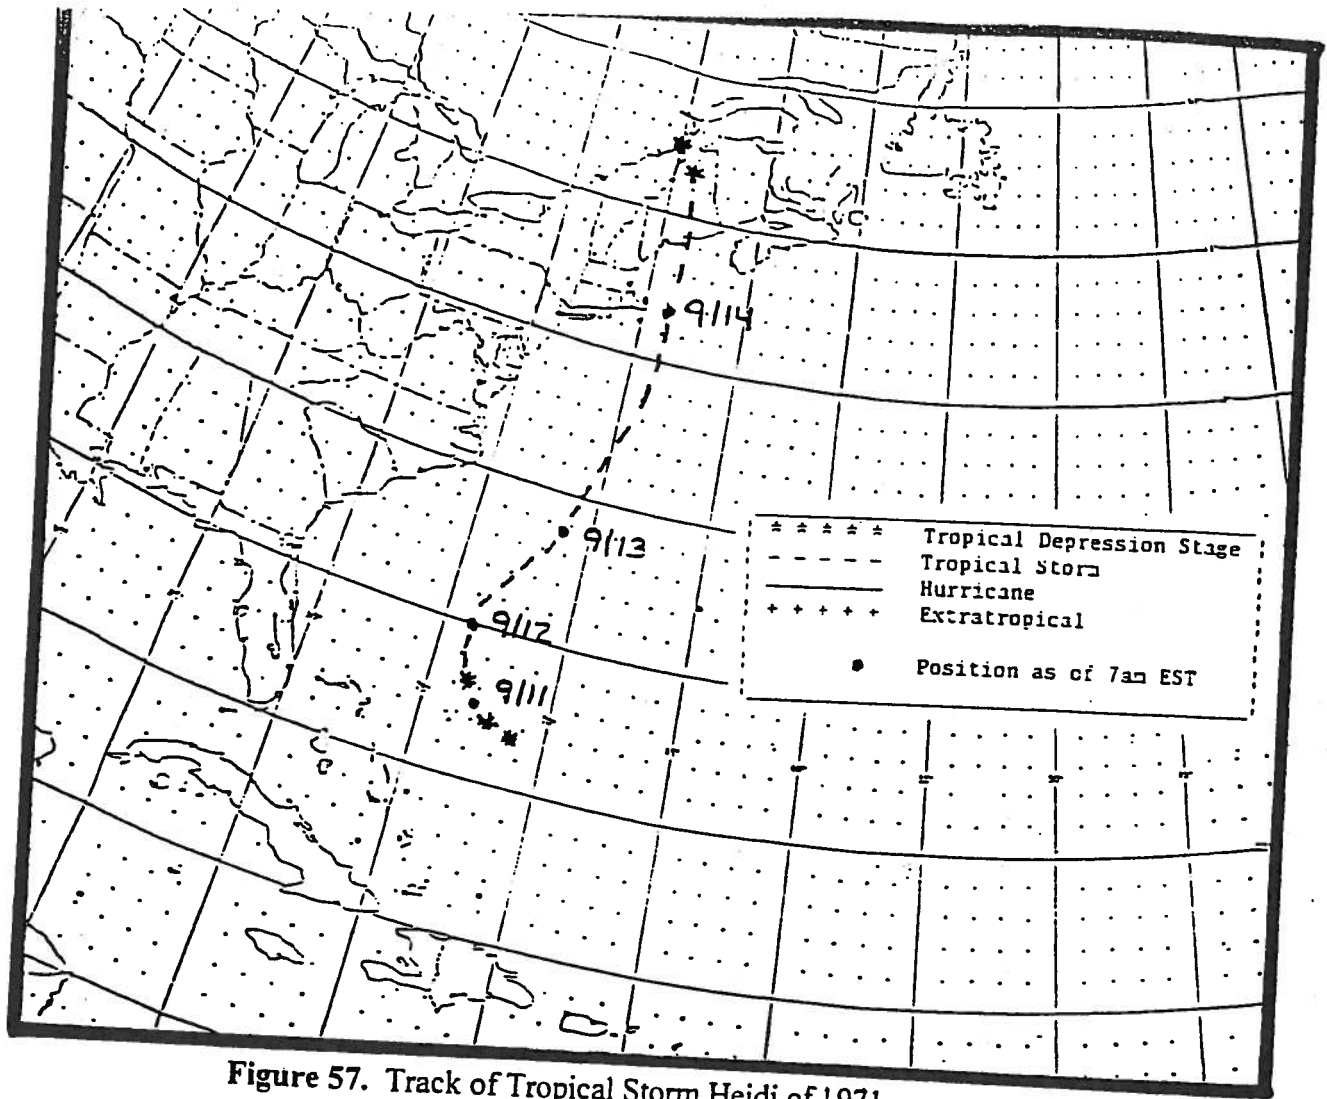 9/14
9/13
9/12
9/11
Tropical Depression Stage
Tropical Storm
Hurricane
Extratropical
Position as of 7am EST
Figure 57. Track of Tropical Storm Heidi of 1971